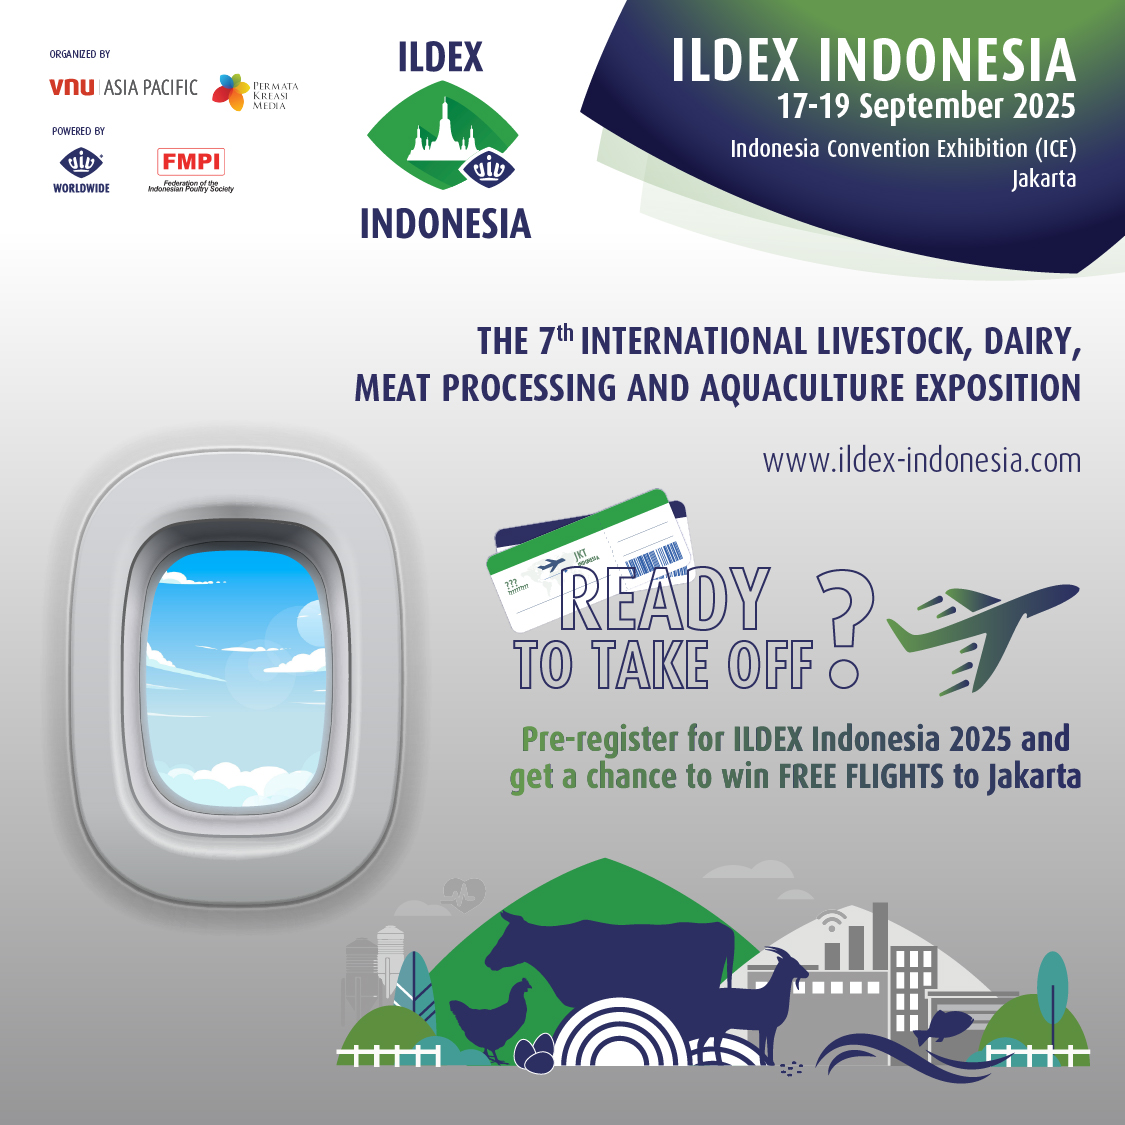 ORGANIZED BY
vnu | ASIA PACIFIC
PERMATA
KREASI
MEDIA
POWERED BY
viv
WORLDWIDE
FMPI
Federation of the
Indonesian Poultry Society
ILDEX
viv
INDONESIA
ILDEX INDONESIA
17-19 September 2025
Indonesia Convention Exhibition (ICE)
Jakarta
THE 7th INTERNATIONAL LIVESTOCK, DAIRY,
MEAT PROCESSING AND AQUACULTURE EXPOSITION
www.ildex-indonesia.com
???
JKT
INDONESIA
READY
TO TAKE OFF?
Pre-register for ILDEX Indonesia 2025 and
get a chance to win FREE FLIGHTS to Jakarta